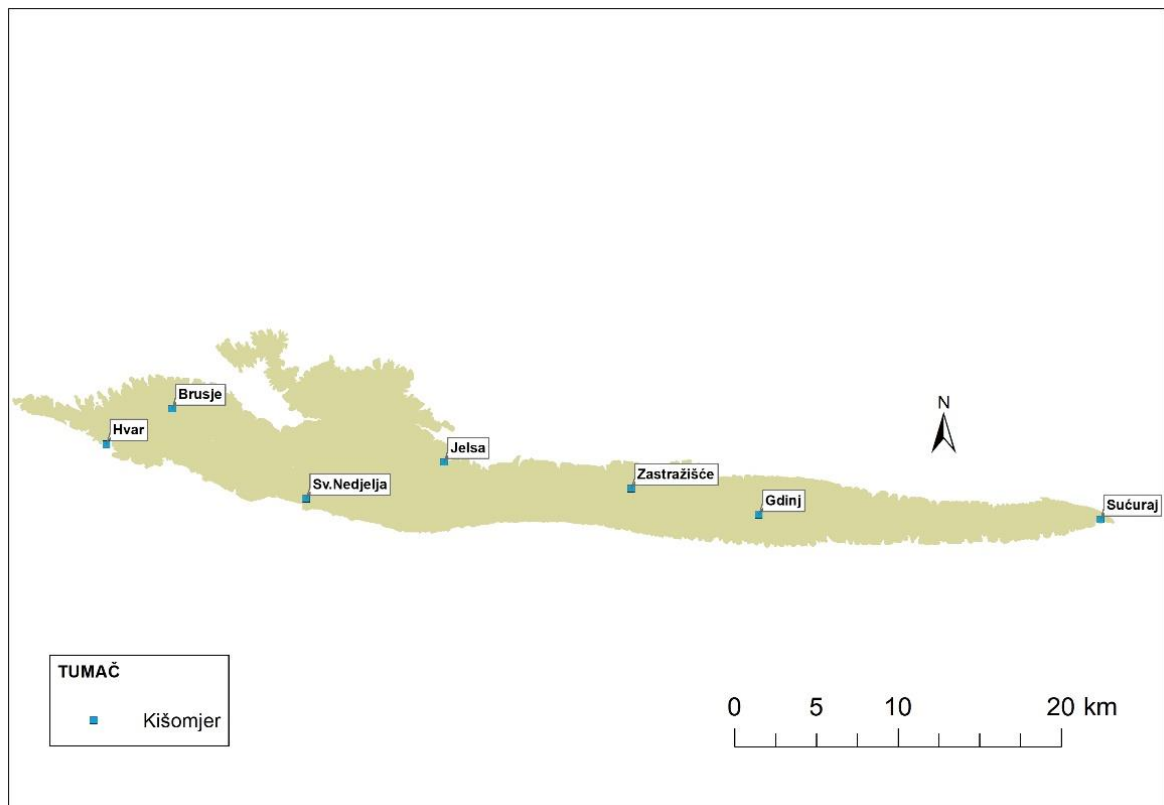 Brusje
Hvar
Jelsa
Sv.Nedjelja
Zastražišće
Gdinj
Sućuraj
N
TUMAČ
Kišomjer
0 5 10 20 km